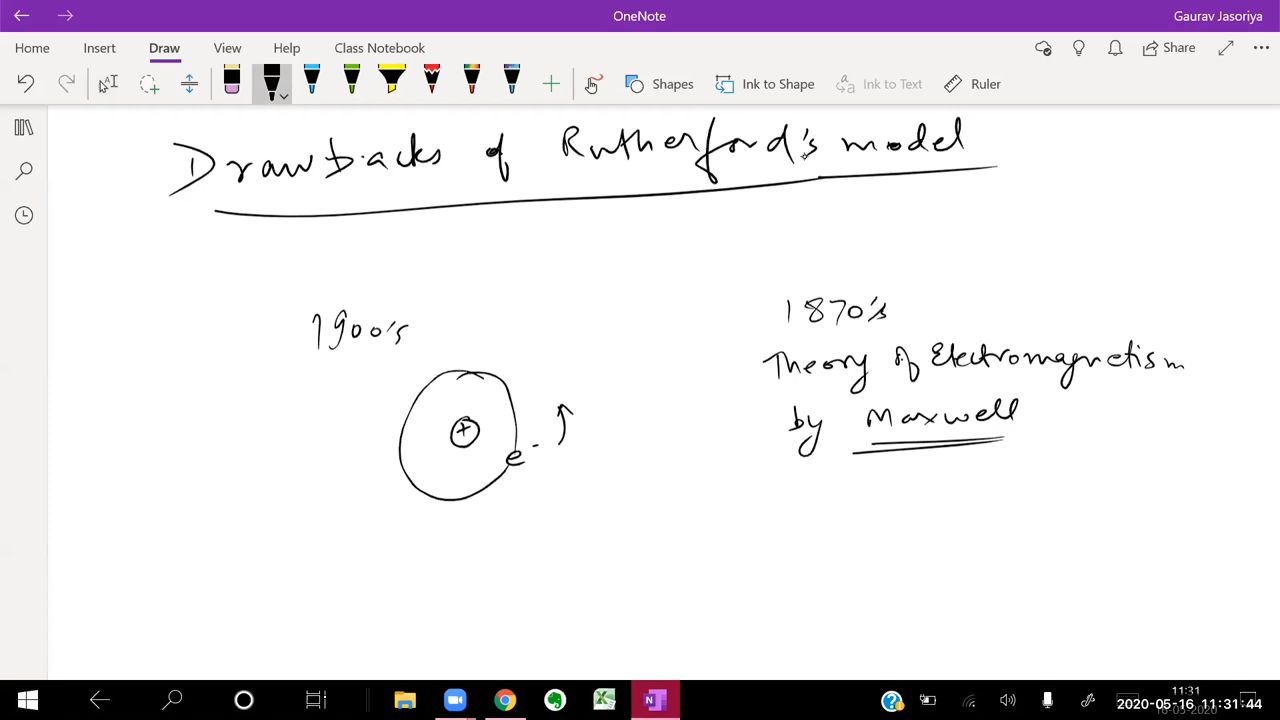 OneNote
Gaurav Jasoriya
Home Insert Draw View Help Class Notebook Share
Shapes Ink to Shape Ink to Text Ruler
Drawbacks of Rutherford's model
1900's
+
e-
1870's
Theory of Electromagnetism
by Maxwell
11:31
2020-05-16 11:31:44